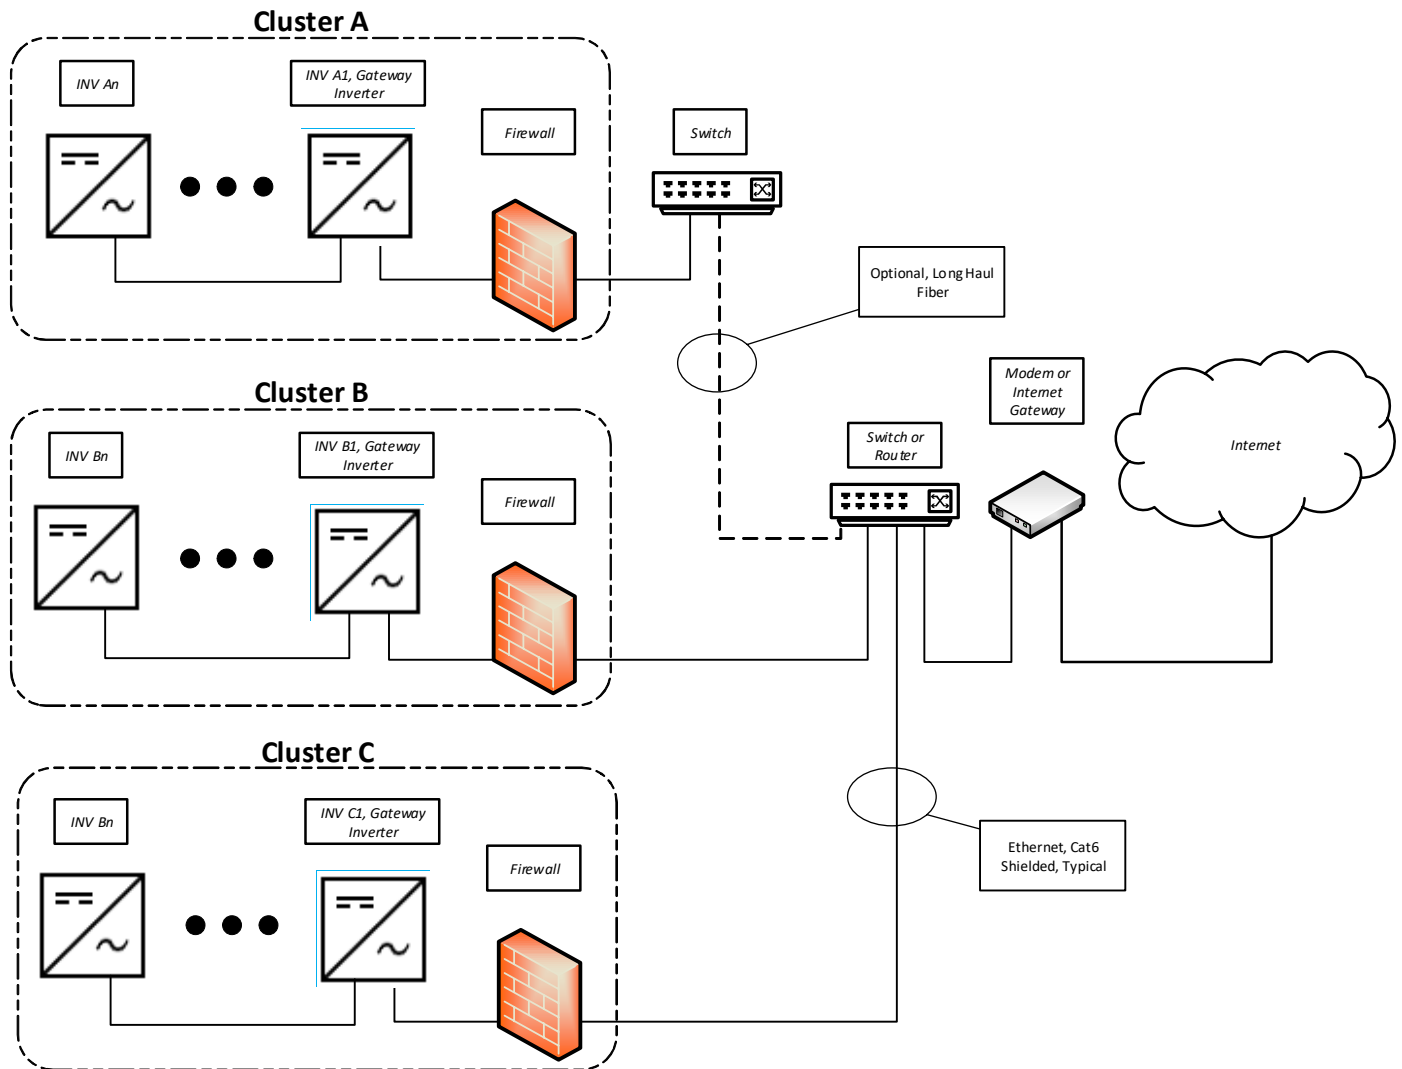 Cluster A
INV An
INV A1, Gateway
Inverter
Firewall
Switch
Optional, Long Haul
Fiber
Cluster B
INV Bn
INV B1, Gateway
Inverter
Firewall
Switch or
Router
Modem or
Internet
Gateway
Internet
Cluster C
INV Bn
INV C1, Gateway
Inverter
Firewall
Ethernet, Cat6
Shielded, Typical